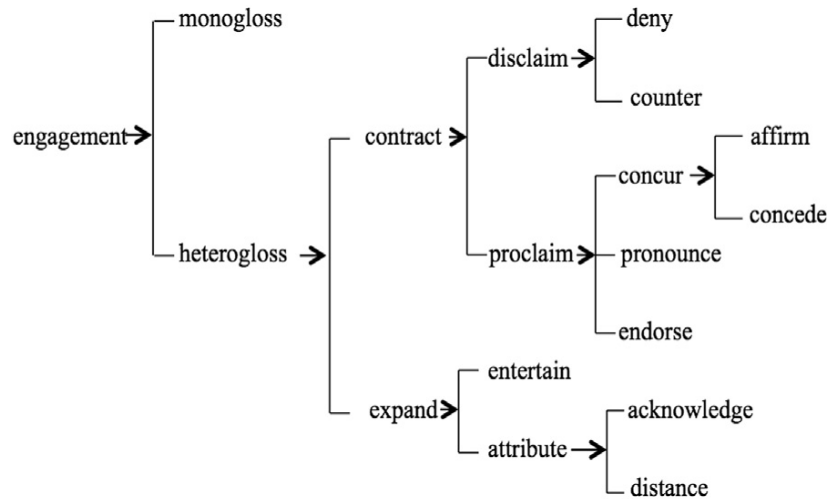 monogloss
deny
disclaim
counter
engagement
contract
affirm
concur
concede
heterogloss
proclaim
pronounce
endorse
entertain
expand
acknowledge
attribute
distance